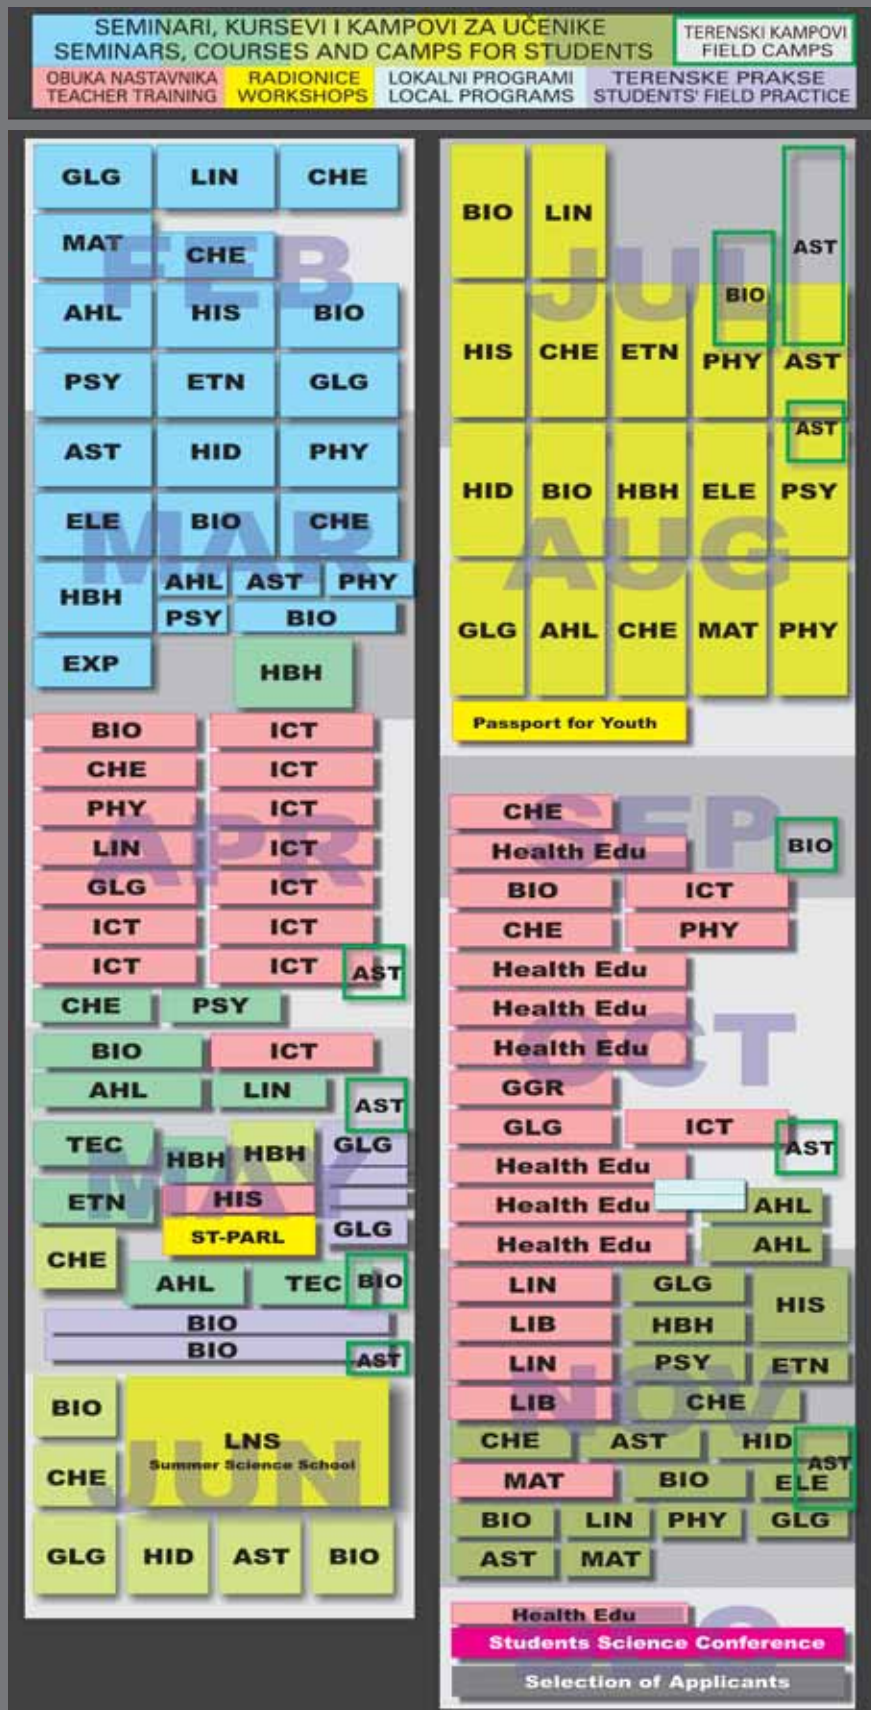 SEMINARI, KURSEVI I KAMPOVI ZA UČENIKE
SEMINARS, COURSES AND CAMPS FOR STUDENTS
TERENSKI KAMPOVI
FIELD CAMPS
OBUKA NASTAVNIKA RADIONICE LOKALNI PROGRAMI TERENSKE PRAKSE
TEACHER TRAINING WORKSHOPS LOCAL PROGRAMS STUDENTS' FIELD PRACTICE
FEB
GLG LIN CHE
MAT CHE
AHL HIS BIO
PSY ETN GLG
MAR
AST HID PHY
ELE BIO CHE
HBH AHL AST PHY
PSY BIO
EXP HBH
APR
BIO ICT
CHE ICT
PHY ICT
LIN ICT
GLG ICT
ICT ICT
ICT ICT AST
CHE PSY
MAY
BIO ICT
AHL LIN AST
TEC HBH HBH GLG
ETN HIS
ST-PARL GLG
CHE
AHL TEC BIO
BIO
BIO AST
JUN
BIO
LNS
Summer Science School
CHE
GLG HID AST BIO
JUL
BIO LIN AST
BIO
HIS CHE ETN PHY AST
AST
AUG
HID BIO HBH ELE PSY
GLG AHL CHE MAT PHY
Passport for Youth
SEP
CHE
Health Edu BIO
BIO ICT
CHE PHY
OCT
Health Edu
Health Edu
Health Edu
GGR
GLG ICT AST
Health Edu
Health Edu AHL
Health Edu AHL
NOV
LIN GLG HIS
LIB HBH
LIN PSY ETN
LIB CHE
CHE AST HID AST
MAT BIO ELE
BIO LIN PHY GLG
AST MAT
DEC
Health Edu
Students Science Conference
Selection of Applicants